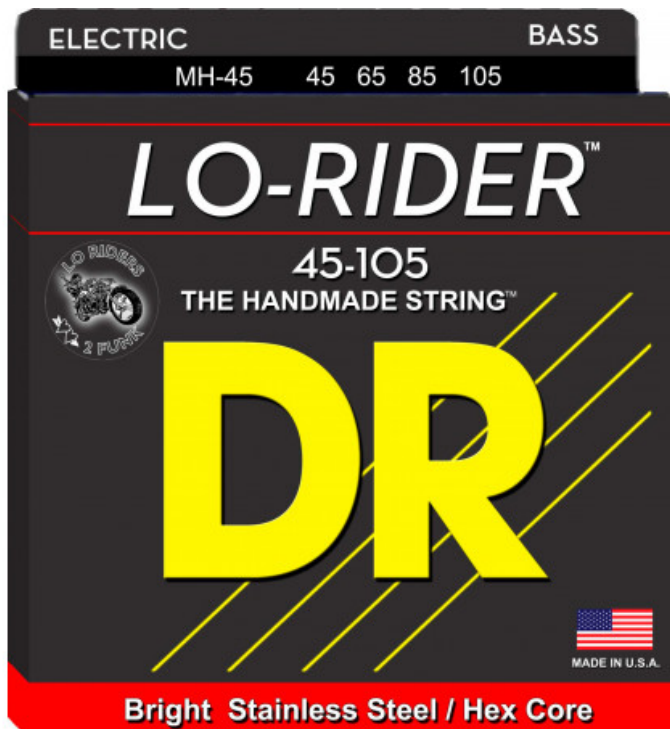 ELECTRIC BASS
MH-45 45 65 85 105
LO-RIDER™
45-105
THE HANDMADE STRING™
LO RIDERS
2 FUNK
DR
MADE IN U.S.A.
Bright Stainless Steel / Hex Core